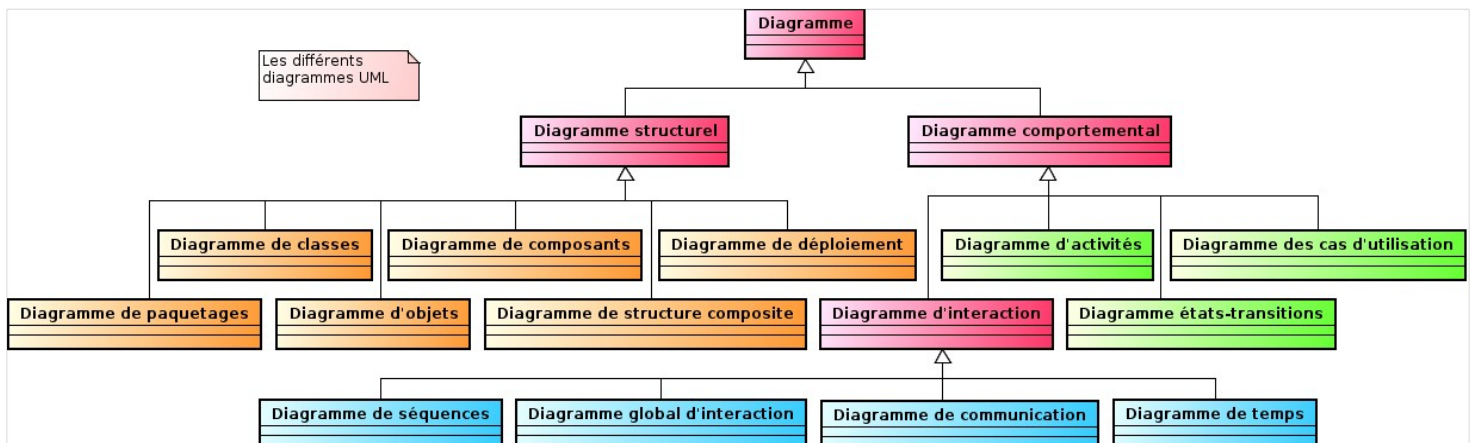 Diagramme
Les différents
diagrammes UML
Diagramme structurel
Diagramme comportemental
Diagramme de classes
Diagramme de composants
Diagramme de déploiement
Diagramme d'activités
Diagramme des cas d'utilisation
Diagramme de paquetages
Diagramme d'objets
Diagramme de structure composite
Diagramme d'interaction
Diagramme états-transitions
Diagramme de séquences
Diagramme global d'interaction
Diagramme de communication
Diagramme de temps